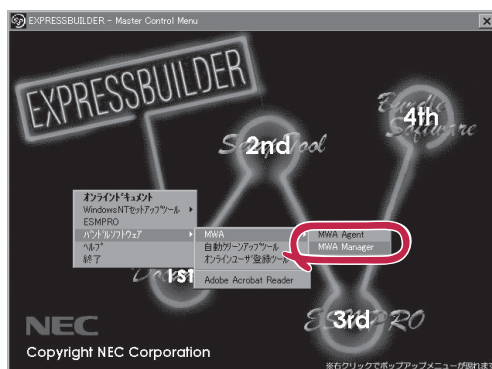 EXPRESSBUILDER - Master Control Menu
EXPRESSBUILDER
Bundle Software
4th
Setup Tool
2nd
オンラインドキュメント
WindowsNTセットアップツール
ESMPRO
バンドルソフトウェア
ヘルプ
終了
MWA
自動クリーンアップツール
オンラインユーザ登録ツール
Adobe Acrobat Reader
MWA Agent
MWA Manager
1st
ESMPRO
3rd
NEC
Copyright NEC Corporation
※右クリックでポップアップメニューが現れます